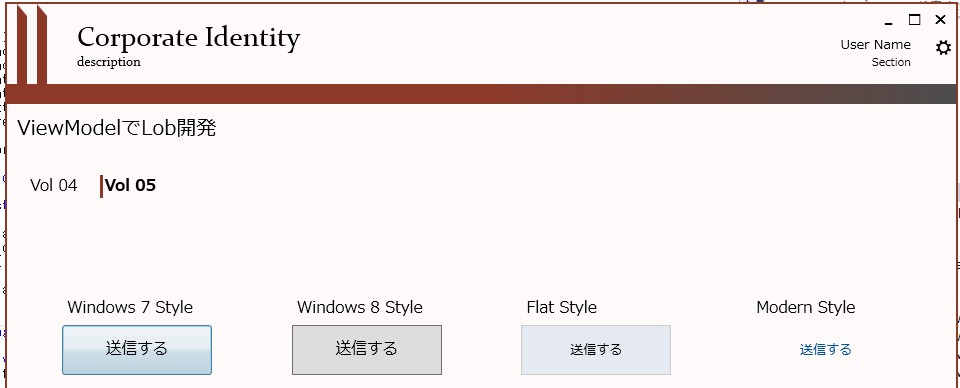 Corporate Identity
description
User Name
Section
ViewModelでLob開発
Vol 04 Vol 05
Windows 7 Style Windows 8 Style Flat Style Modern Style
送信する 送信する 送信する 送信する